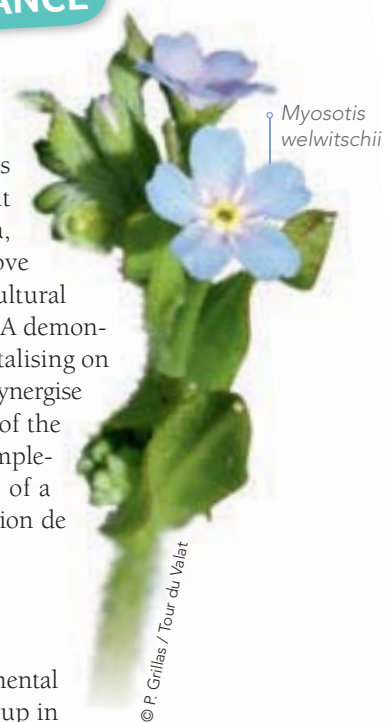 ANCE
Myosotis
welwitschii
s
t
,
ove
ultural
A demon-
talising on
ynergise
of the
mple-
of a
ion de
© P. Grillas / Tour du Valat
nental
up in